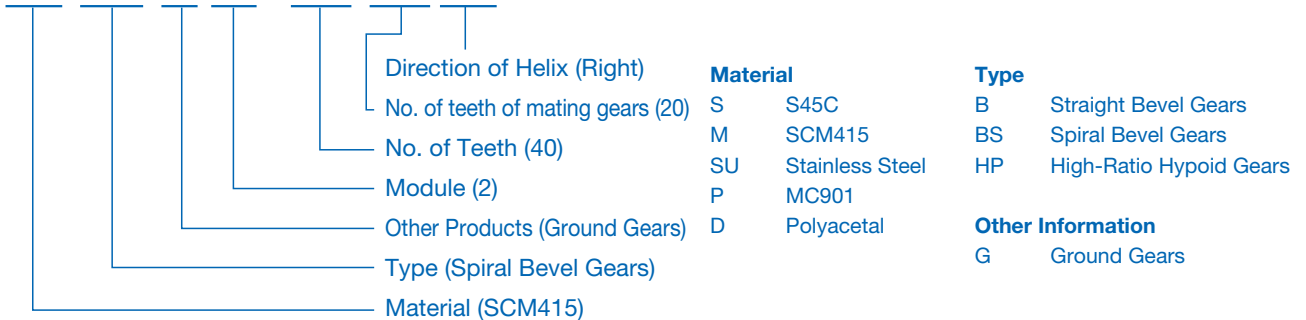 Direction of Helix (Right)
No. of teeth of mating gears (20)
No. of Teeth (40)
Module (2)
Other Products (Ground Gears)
Type (Spiral Bevel Gears)
Material (SCM415)
Material
S S45C
M SCM415
SU Stainless Steel
P MC901
D Polyacetal
Type
B Straight Bevel Gears
BS Spiral Bevel Gears
HP High-Ratio Hypoid Gears
Other Information
G Ground Gears